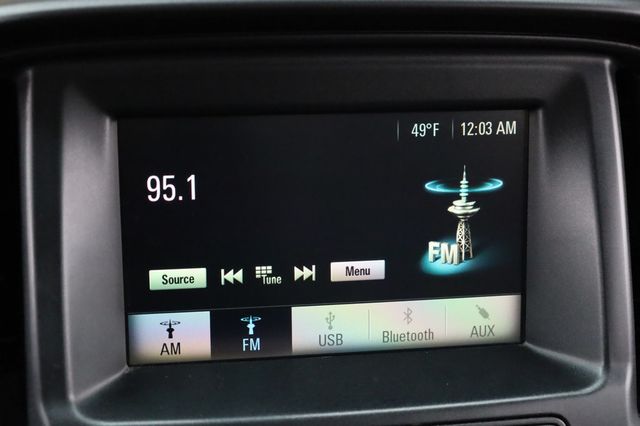 49°F 12:03 AM
95.1
FM
Source Tune Menu
AM FM USB Bluetooth AUX